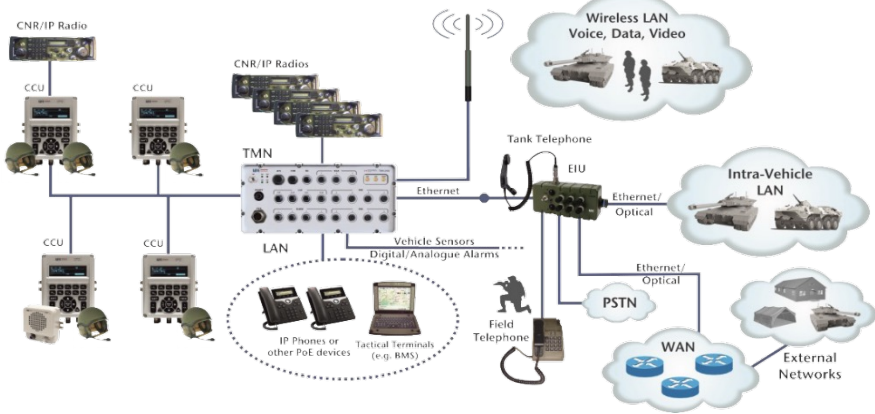 CNR/IP Radio
CCU
CCU
CNR/IP Radios
TMN
Wireless LAN
Voice, Data, Video
Tank Telephone
EIU
Ethernet
Ethernet/
Optical
Intra-Vehicle
LAN
CCU
CCU
LAN
Vehicle Sensors
Digital/Analogue Alarms
Ethernet/
Optical
IP Phones or
other PoE devices
Tactical Terminals
(e.g. BMS)
Field
Telephone
PSTN
WAN
External
Networks